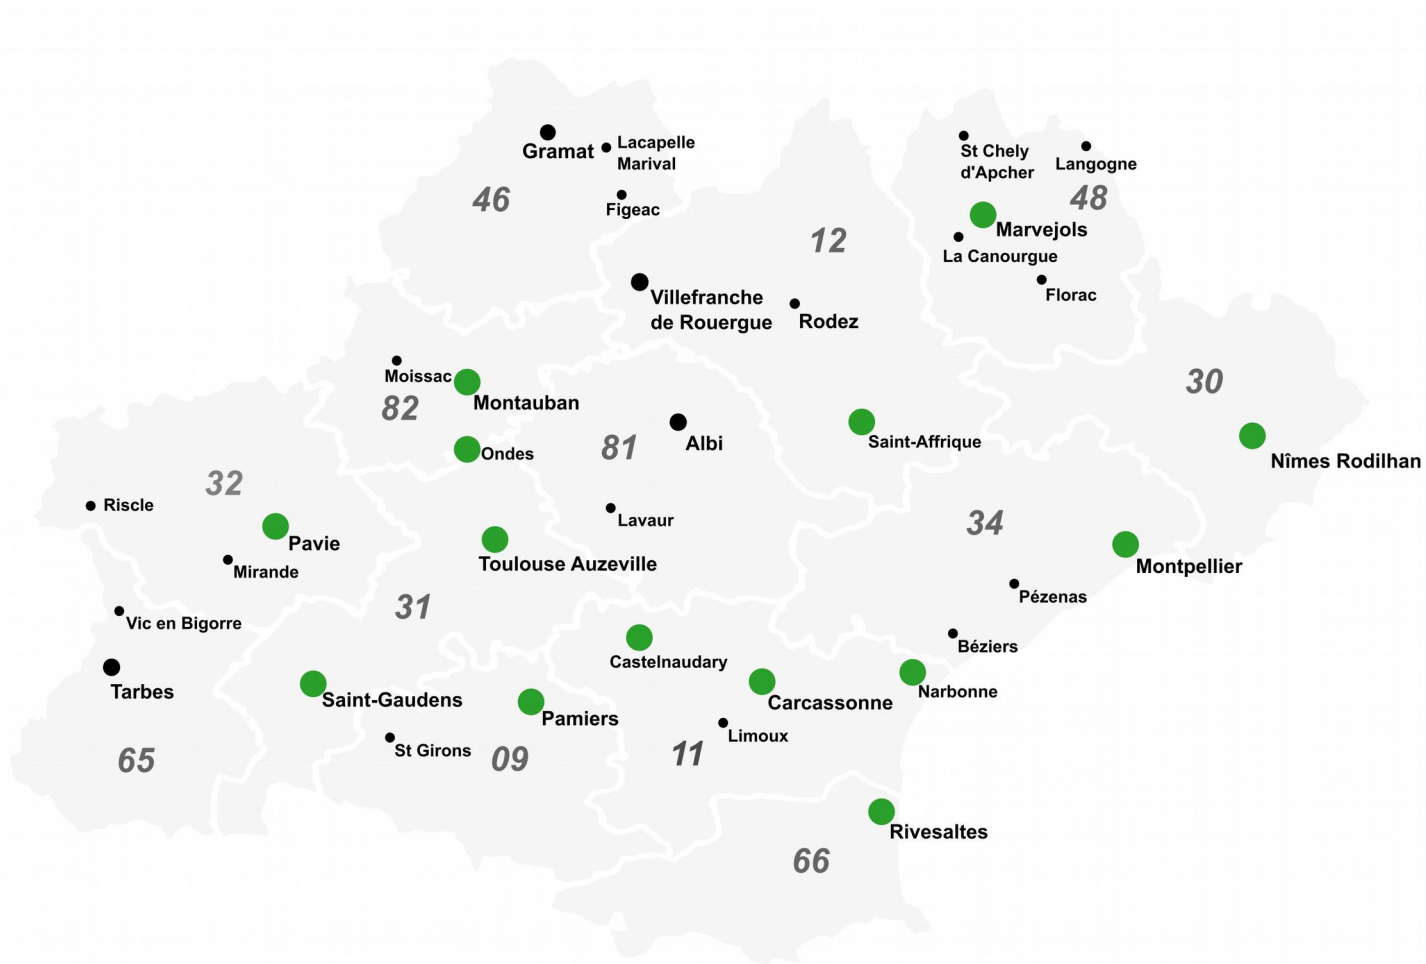 Gramat
Lacapelle
Marival
Figeac
46
St Chely
d'Apcher
Langogne
48
Marvejols
La Canourgue
Florac
12
Villefranche
de Rouergue
Rodez
Moissac
82
Montauban
Ondes
81
Albi
Saint-Affrique
30
Nîmes Rodilhan
32
Riscle
Pavie
Mirande
Lavaur
Toulouse Auzeville
34
Montpellier
Pézenas
Béziers
31
Vic en Bigorre
Tarbes
65
Saint-Gaudens
St Girons
Pamiers
09
Castelnaudary
Carcassonne
Narbonne
Limoux
11
Rivesaltes
66